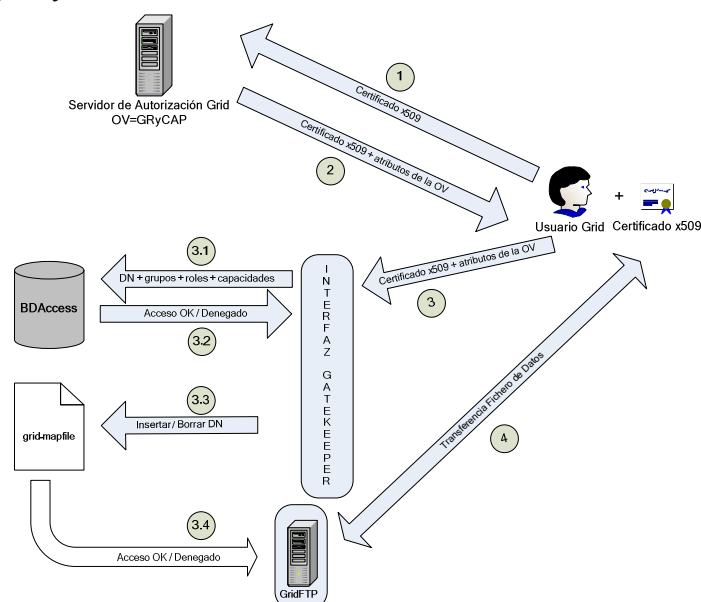 1
Certificado x509
Servidor de Autorización Grid
OV=GRyCAP
Certificado x509 + atributos de la OV
2
+
Usuario Grid
Certificado x509
3.1
DN + grupos + roles + capacidades
BDAccess
Acceso OK / Denegado
3.2
INTERFAZ GATEKEEPER
Certificado x509 + atributos de la OV
3
3.3
Insertar / Borrar DN
grid-mapfile
Transferencia Fichero de Datos
4
3.4
Acceso OK / Denegado
GridFTP